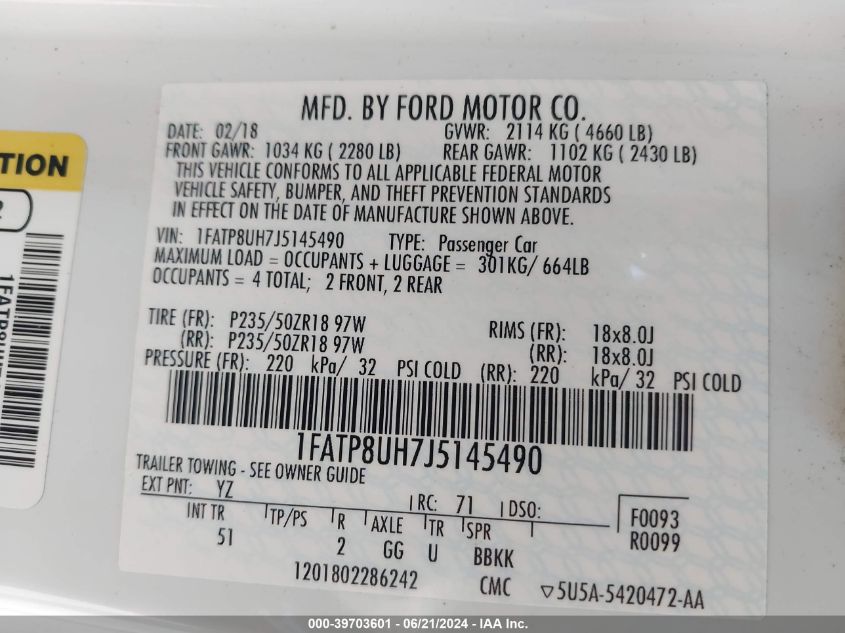 MFD. BY FORD MOTOR CO.
DATE: 02/18 GVWR: 2114 KG ( 4660 LB)
FRONT GAWR: 1034 KG ( 2280 LB) REAR GAWR: 1102 KG ( 2430 LB)
THIS VEHICLE CONFORMS TO ALL APPLICABLE FEDERAL MOTOR
VEHICLE SAFETY, BUMPER, AND THEFT PREVENTION STANDARDS
IN EFFECT ON THE DATE OF MANUFACTURE SHOWN ABOVE.
VIN: 1FATP8UH7J5145490 TYPE: Passenger Car
MAXIMUM LOAD = OCCUPANTS + LUGGAGE = 301KG/ 664LB
OCCUPANTS = 4 TOTAL; 2 FRONT, 2 REAR
TIRE (FR): P235/50ZR18 97W RIMS (FR): 18x8.0J
(RR): P235/50ZR18 97W (RR): 18x8.0J
PRESSURE (FR): 220 kPa/ 32 PSI COLD (RR): 220 kPa/ 32 PSI COLD
1FATP8UH7J5145490
TRAILER TOWING - SEE OWNER GUIDE
EXT PNT: YZ RC: 71 DSO: F0093
INT TR TP/PS R AXLE TR SPR R0099
51 2 GG U BBKK
1201802286242 CMC ▽5U5A-5420472-AA
TION
000-39703601 - 06/21/2024 - IAA Inc.